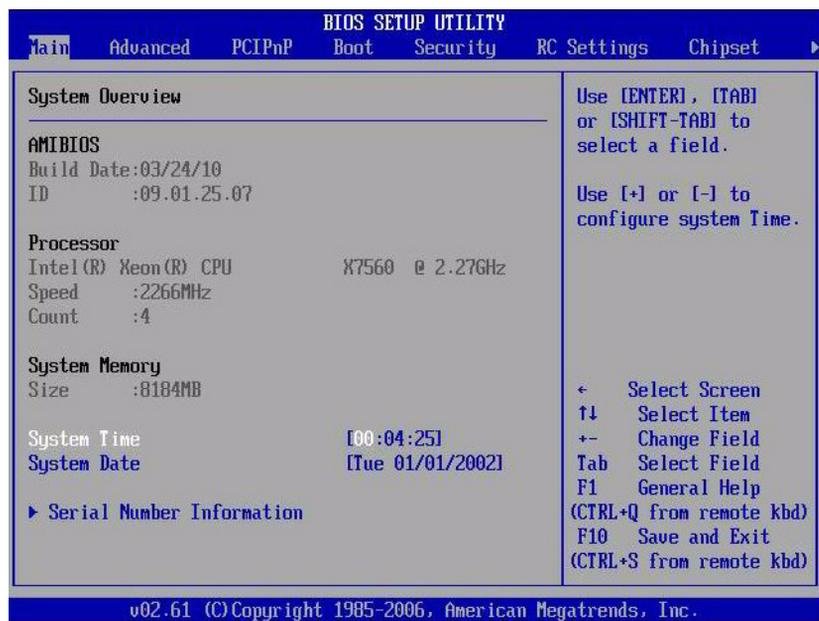 BIOS SETUP UTILITY
Main Advanced PCIPnP Boot Security RC Settings Chipset
System Overview
AMIBIOS
Build Date:03/24/10
ID :09.01.25.07
Processor
Intel(R) Xeon(R) CPU X7560 @ 2.27GHz
Speed :2266MHz
Count :4
System Memory
Size :8184MB
System Time [00:04:25]
System Date [Tue 01/01/2002]
Serial Number Information
Use [ENTER], [TAB]
or [SHIFT-TAB] to
select a field.
Use [+] or [-] to
configure system Time.
← Select Screen
↑↓ Select Item
+- Change Field
Tab Select Field
F1 General Help
(CTRL+Q from remote kbd)
F10 Save and Exit
(CTRL+S from remote kbd)
v02.61 (C)Copyright 1985-2006, American Megatrends, Inc.